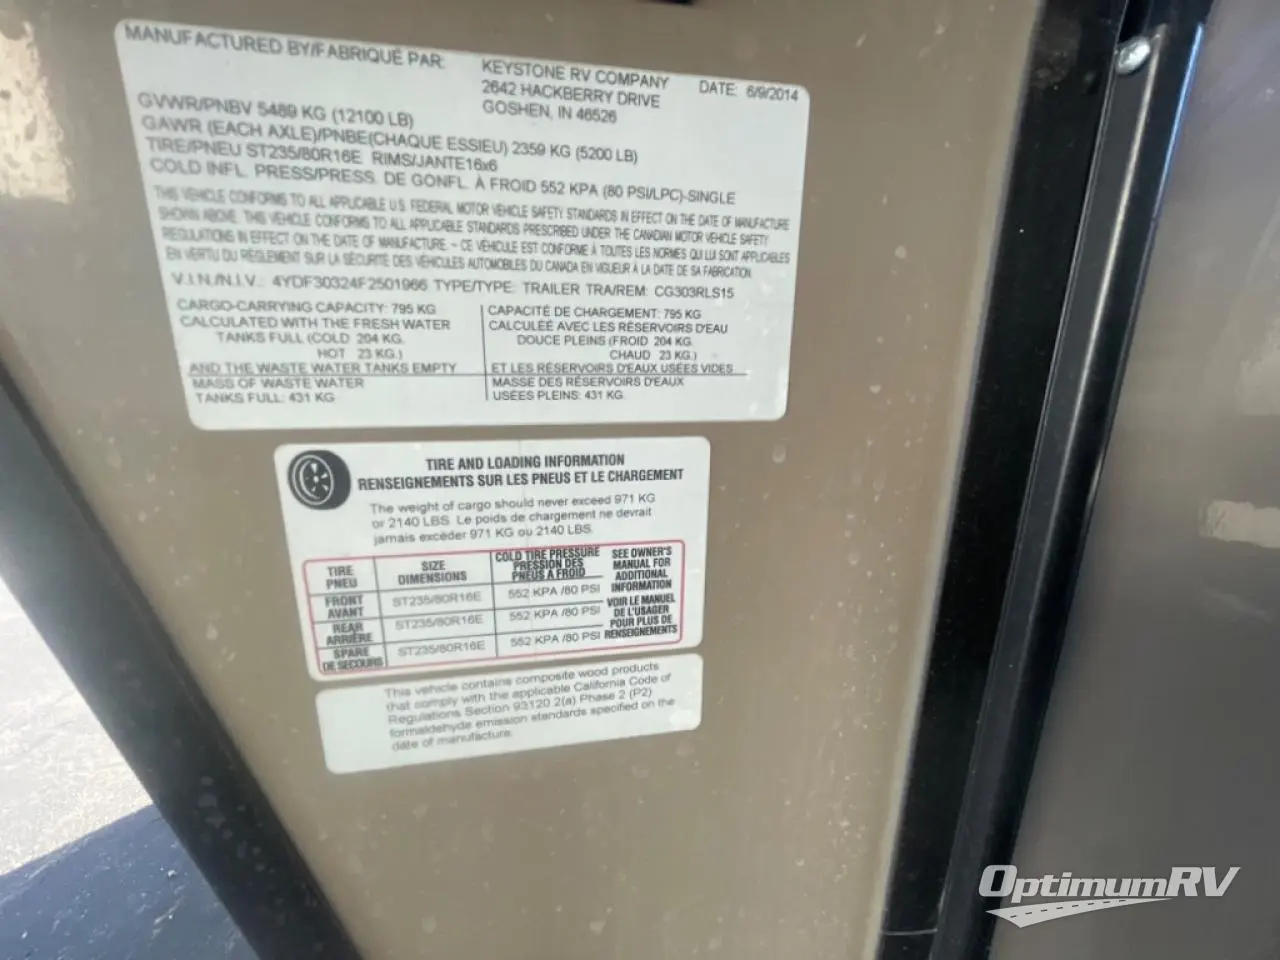 MANUFACTURED BY/FABRIQUÉ PAR: KEYSTONE RV COMPANY DATE: 6/9/2014
2642 HACKBERRY DRIVE
GOSHEN, IN 46526
GVWR/PNBV 5489 KG (12100 LB)
GAWR (EACH AXLE)/PNBE(CHAQUE ESSIEU) 2359 KG (5200 LB)
TIRE/PNEU ST235/80R16E RIMS/JANTE16x6
COLD INFL. PRESS/PRESS. DE GONFL. À FROID 552 KPA (80 PSI/LPC)-SINGLE
THIS VEHICLE CONFORMS TO ALL APPLICABLE U.S. FEDERAL MOTOR VEHICLE SAFETY STANDARDS IN EFFECT ON THE DATE OF MANUFACTURE
SHOWN ABOVE. THIS VEHICLE CONFORMS TO ALL APPLICABLE STANDARDS PRESCRIBED UNDER THE CANADIAN MOTOR VEHICLE SAFETY
REGULATIONS IN EFFECT ON THE DATE OF MANUFACTURE. ~ CE VÉHICULE EST CONFORME À TOUTES LES NORMES QUI LUI SONT APPLICABLES
EN VERTU DU RÈGLEMENT SUR LA SÉCURITÉ DES VÉHICULES AUTOMOBILES DU CANADA EN VIGUEUR À LA DATE DE SA FABRICATION.
V.I.N./N.I.V.: 4YDF30324F2501966 TYPE/TYPE: TRAILER TRA/REM: CG303RLS15
CARGO-CARRYING CAPACITY: 795 KG
CALCULATED WITH THE FRESH WATER
TANKS FULL (COLD 204 KG.
HOT 23 KG.)
AND THE WASTE WATER TANKS EMPTY
MASS OF WASTE WATER
TANKS FULL: 431 KG
CAPACITÉ DE CHARGEMENT: 795 KG
CALCULÉE AVEC LES RÉSERVOIRS D'EAU
DOUCE PLEINS (FROID 204 KG.
CHAUD 23 KG.)
ET LES RÉSERVOIRS D'EAUX USÉES VIDES
MASSE DES RÉSERVOIRS D'EAUX
USÉES PLEINS: 431 KG.
TIRE AND LOADING INFORMATION
RENSEIGNEMENTS SUR LES PNEUS ET LE CHARGEMENT
The weight of cargo should never exceed 971 KG
or 2140 LBS. Le poids de chargement ne devrait
jamais excéder 971 KG ou 2140 LBS.
TIRE
PNEU
SIZE
DIMENSIONS
COLD TIRE PRESSURE
PRESSION DES
PNEUS A FROID
SEE OWNER'S
MANUAL FOR
ADDITIONAL
INFORMATION
VOIR LE MANUEL
DE L'USAGER
POUR PLUS DE
RENSEIGNEMENTS
FRONT
AVANT
ST235/80R16E
552 KPA /80 PSI
REAR
ARRIÈRE
ST235/80R16E
552 KPA /80 PSI
SPARE
DE SECOURS
ST235/80R16E
552 KPA /80 PSI
This vehicle contains composite wood products
that comply with the applicable California Code of
Regulations Section 93120.2(a) Phase 2 (P2)
formaldehyde emission standards specified on the
date of manufacture.
OptimumRV